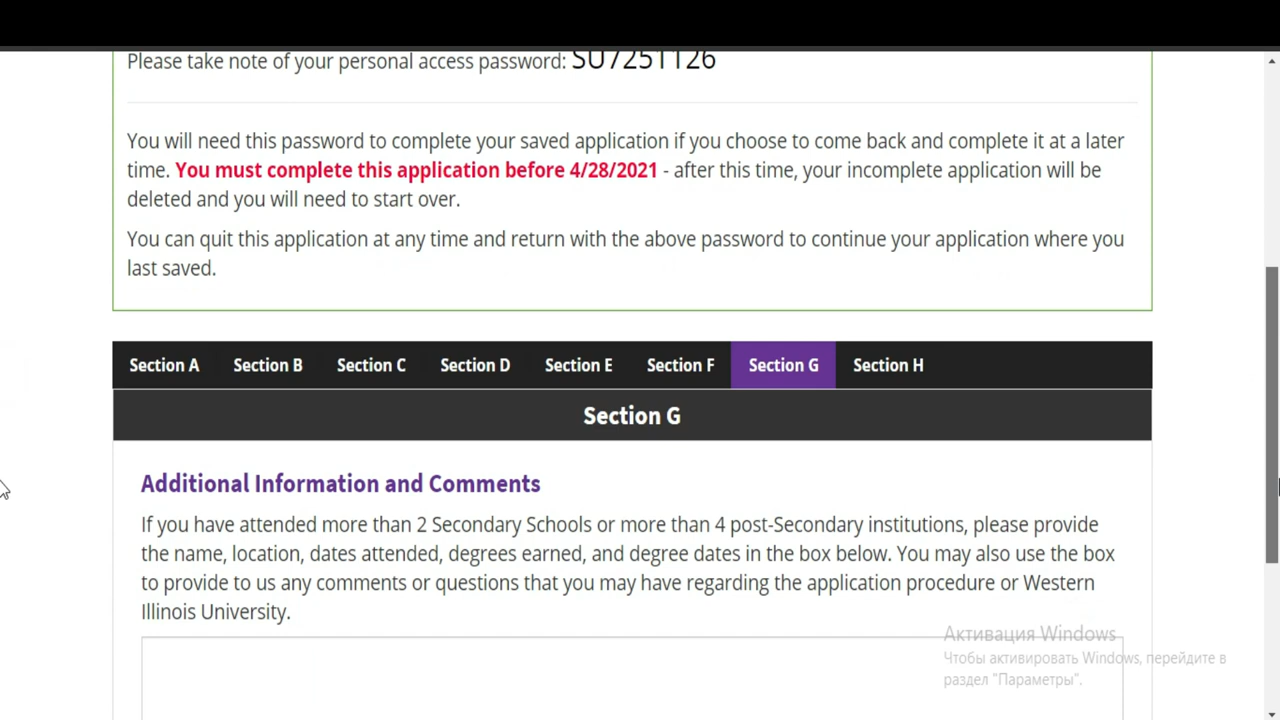 Please take note of your personal access password: SU7251126
You will need this password to complete your saved application if you choose to come back and complete it at a later
time. You must complete this application before 4/28/2021 - after this time, your incomplete application will be
deleted and you will need to start over.
You can quit this application at any time and return with the above password to continue your application where you
last saved.
Section A Section B Section C Section D Section E Section F Section G Section H
Section G
Additional Information and Comments
If you have attended more than 2 Secondary Schools or more than 4 post-Secondary institutions, please provide
the name, location, dates attended, degrees earned, and degree dates in the box below. You may also use the box
to provide to us any comments or questions that you may have regarding the application procedure or Western
Illinois University.
Активация Windows
Чтобы активировать Windows, перейдите в
раздел "Параметры".